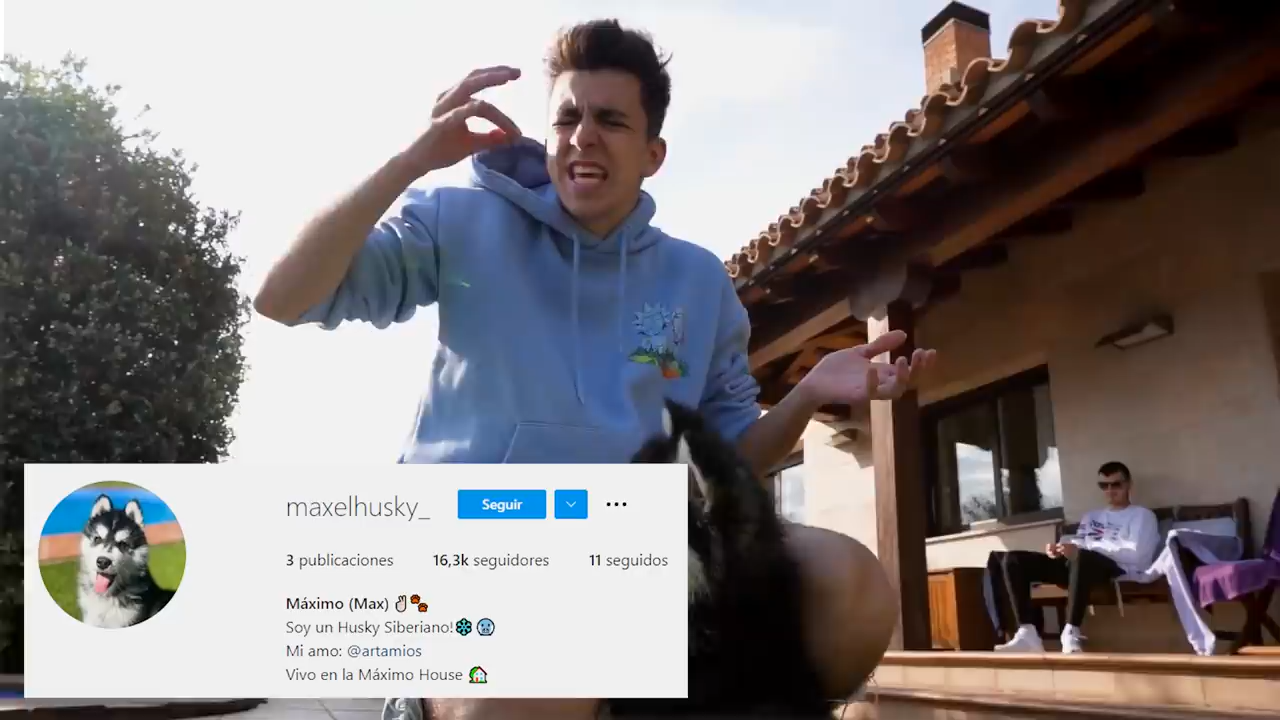 maxelhusky_ Seguir
3 publicaciones 16,3k seguidores 11 seguidos
Máximo (Max) ✌🏻🐾
Soy un Husky Siberiano!❄️🥶
Mi amo: @artamios
Vivo en la Máximo House 🏡